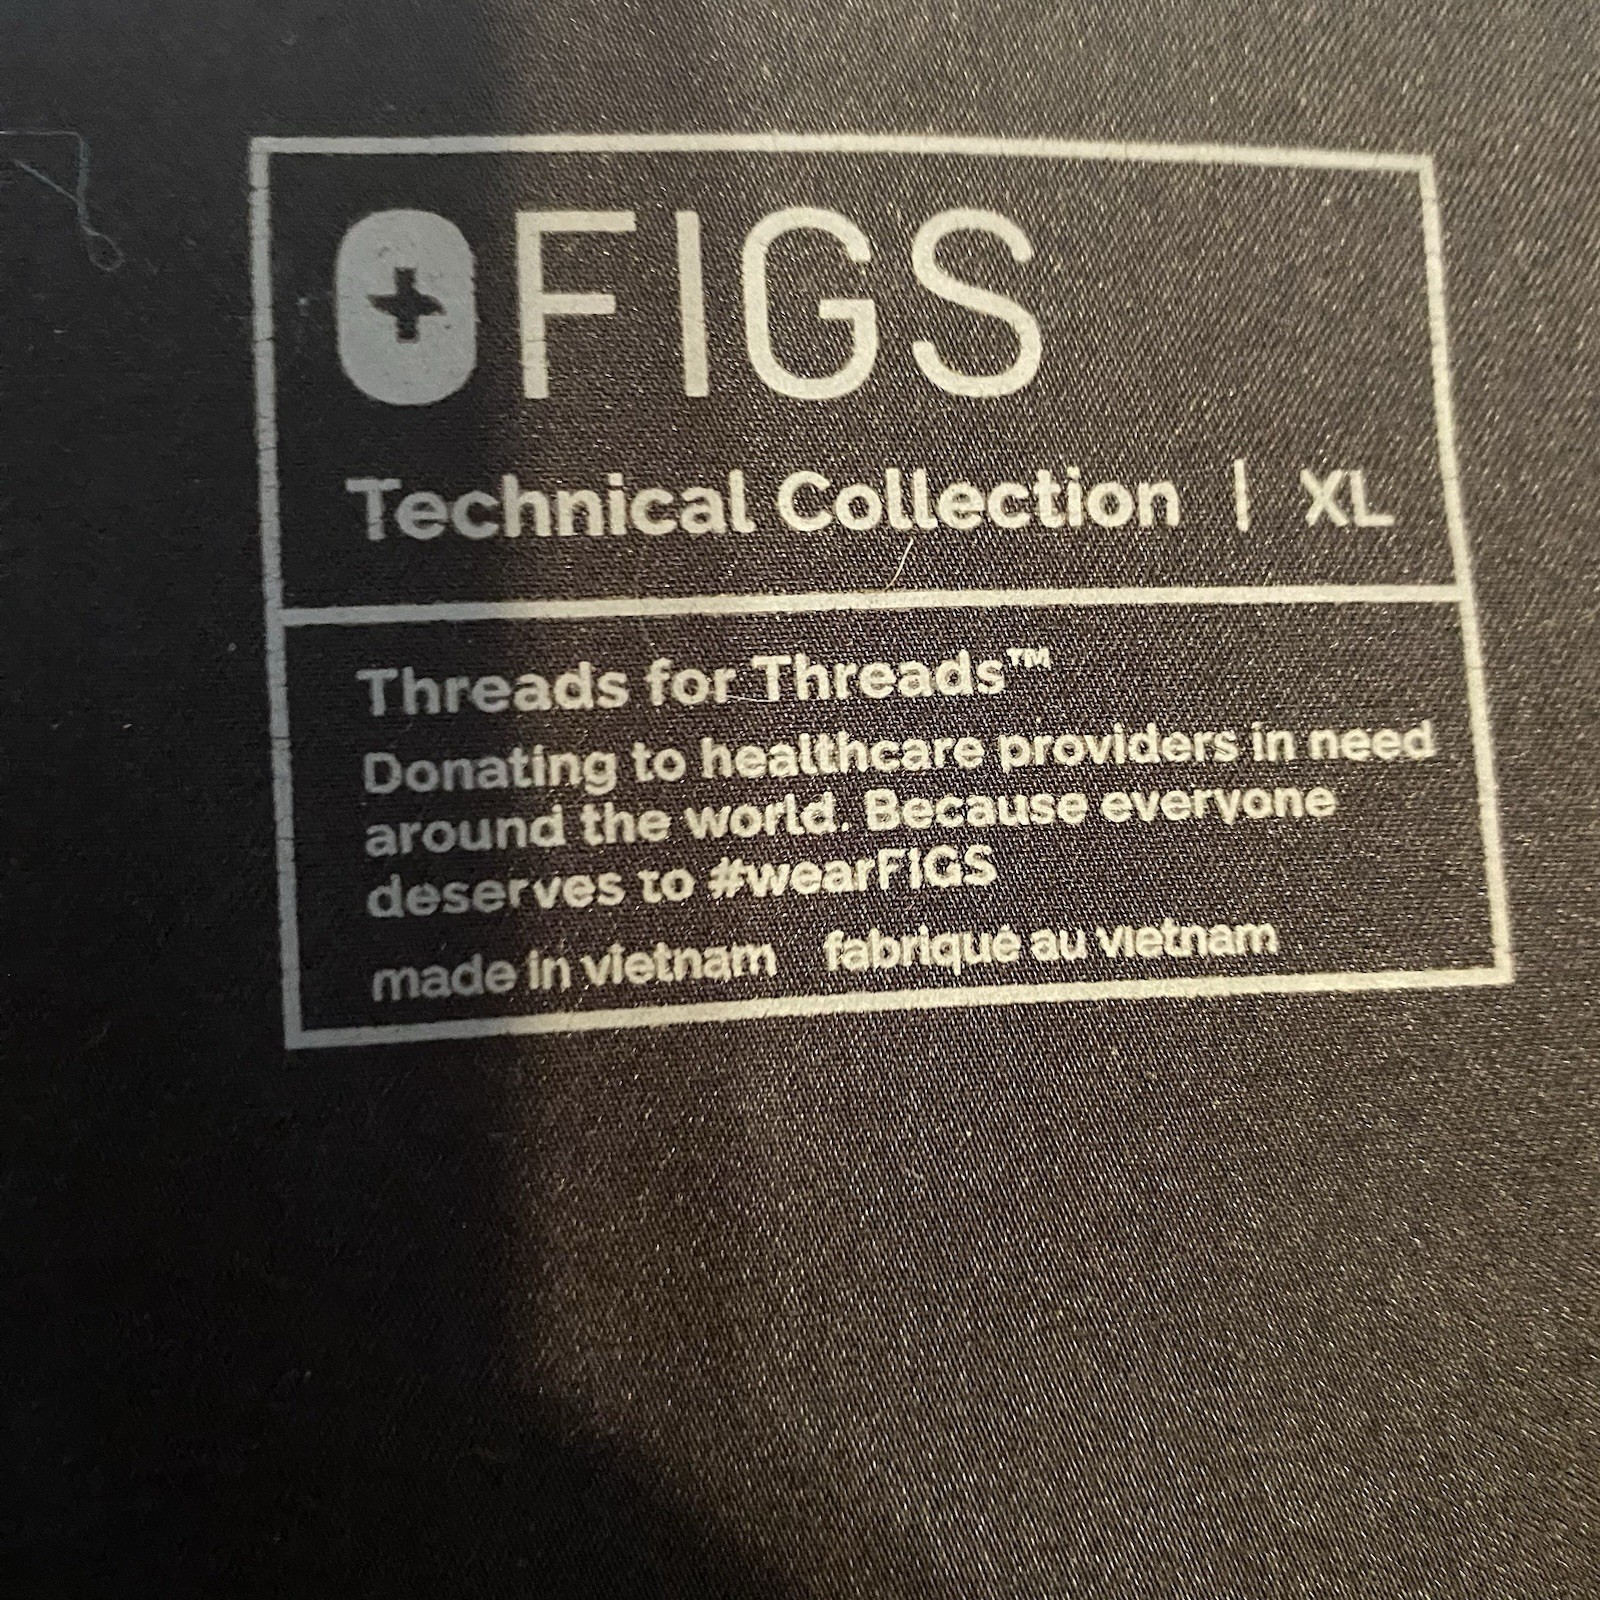 FIGS
Technical Collection | XL
Threads for Threads™
Donating to healthcare providers in need
around the world. Because everyone
deserves to #wearFIGS
made in vietnam fabriqué au vietnam